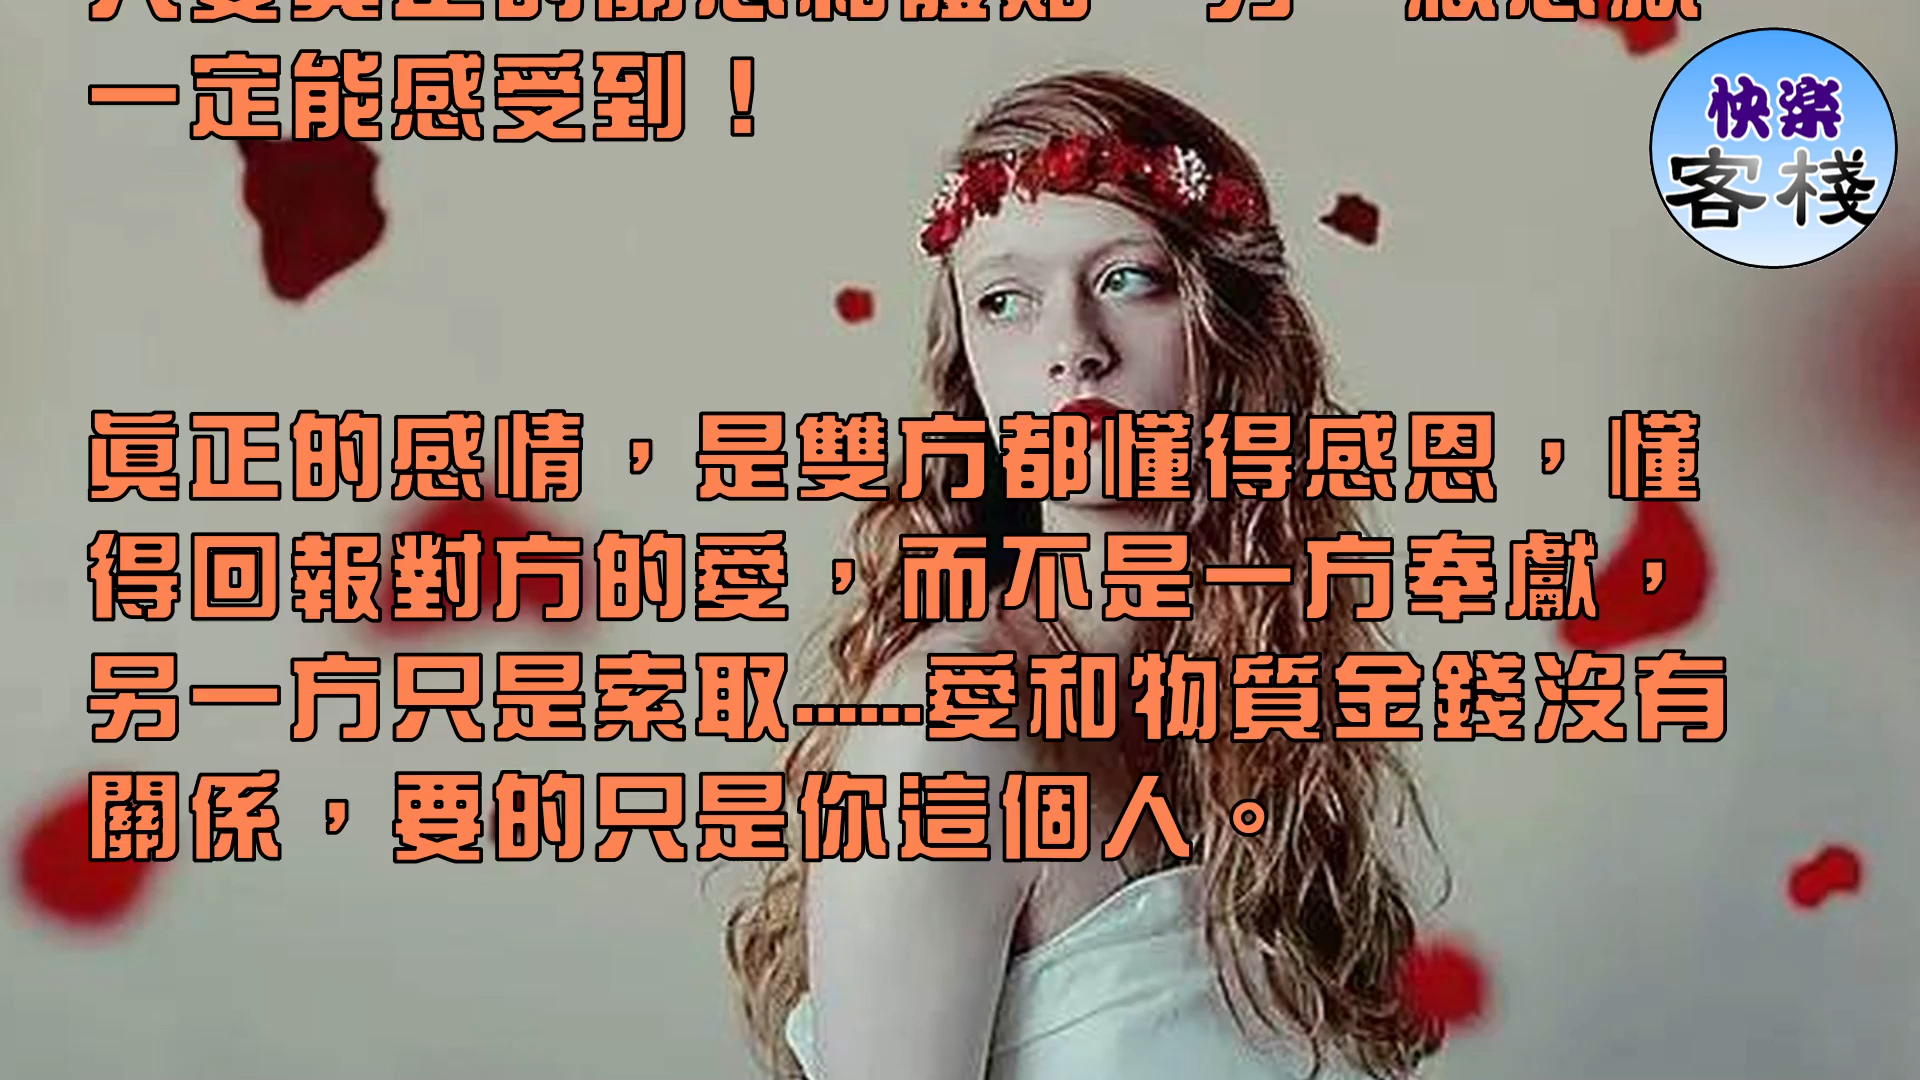 一定能感受到！
快樂
客棧
眞正的感情，是雙方都懂得感恩，懂
得回報對方的愛，而不是一方奉獻，
另一方只是索取......愛和物質金錢沒有
關係，要的只是你這個人。